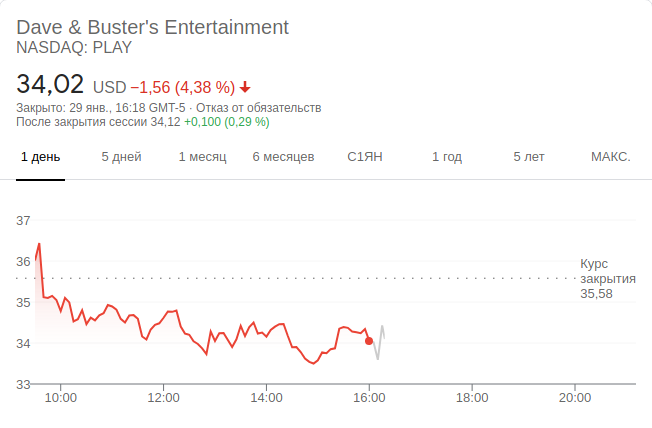 Dave & Buster's Entertainment
NASDAQ: PLAY
34,02 USD −1,56 (4,38 %)
Закрыто: 29 янв., 16:18 GMT-5 · Отказ от обязательств
После закрытия сессии 34,12 +0,100 (0,29 %)
1 день 5 дней 1 месяц 6 месяцев С1ЯН 1 год 5 лет МАКС.
37
36
35
34
33
Курс
закрытия
35,58
10:00 12:00 14:00 16:00 18:00 20:00